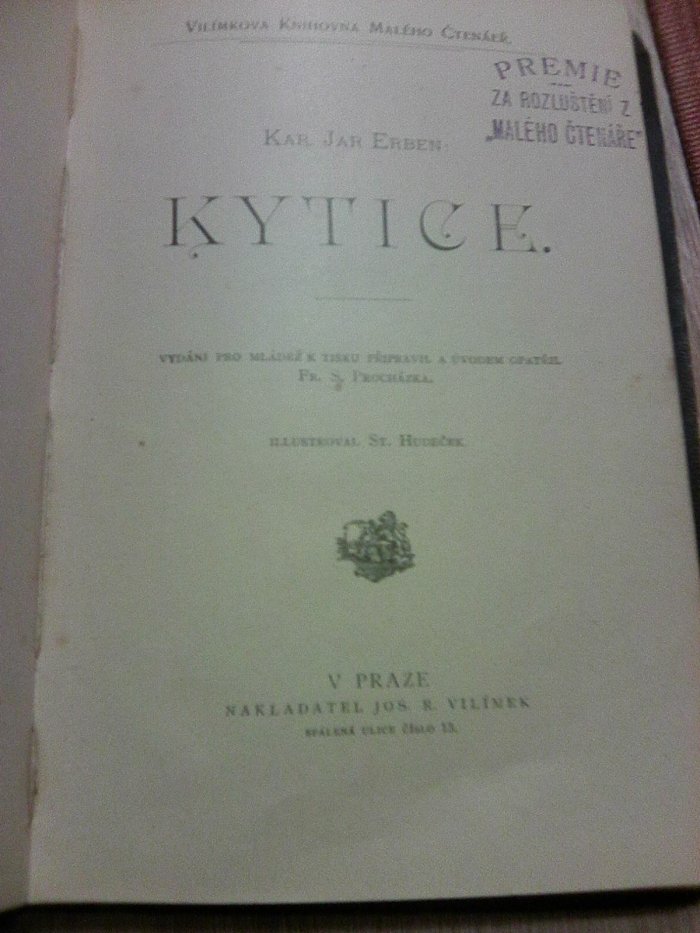 Vilímkova Knihovna Malého Čtenáře.
PREMIE
ZA ROZLUŠTĚNÍ Z
„MALÉHO ČTENÁŘE"
Kar. Jar Erben
KYTICE.
VYDÁNÍ PRO MLÁDEŽ K TISKU PŘIPRAVIL A ÚVODEM OPATŘIL
Fr. S. Procházka.
ILLUSTROVAL St. Hudeček
V PRAZE
NAKLADATEL JOS. R. VILÍMEK
SPÁLENÁ ULICE ČÍSLO 13.